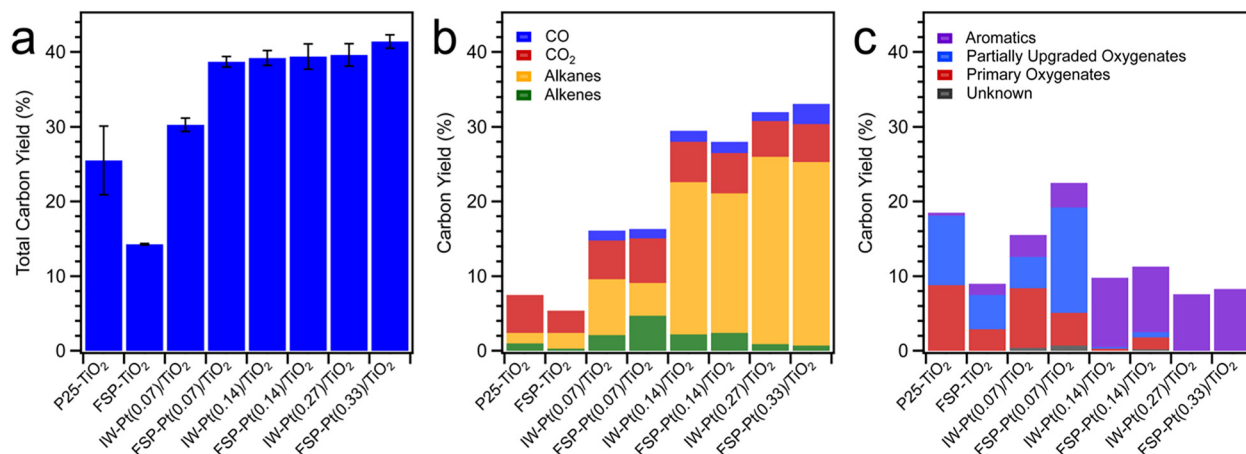 a
Total Carbon Yield (%)
40
30
20
10
0
P25-TiO2
FSP-TiO2
IW-Pt(0.07)/TiO2
FSP-Pt(0.07)/TiO2
IW-Pt(0.14)/TiO2
FSP-Pt(0.14)/TiO2
IW-Pt(0.27)/TiO2
FSP-Pt(0.33)/TiO2
b
CO
CO2
Alkanes
Alkenes
Carbon Yield (%)
40
30
20
10
0
P25-TiO2
FSP-TiO2
IW-Pt(0.07)/TiO2
FSP-Pt(0.07)/TiO2
IW-Pt(0.14)/TiO2
FSP-Pt(0.14)/TiO2
IW-Pt(0.27)/TiO2
FSP-Pt(0.33)/TiO2
c
Aromatics
Partially Upgraded Oxygenates
Primary Oxygenates
Unknown
Carbon Yield (%)
40
30
20
10
0
P25-TiO2
FSP-TiO2
IW-Pt(0.07)/TiO2
FSP-Pt(0.07)/TiO2
IW-Pt(0.14)/TiO2
FSP-Pt(0.14)/TiO2
IW-Pt(0.27)/TiO2
FSP-Pt(0.33)/TiO2